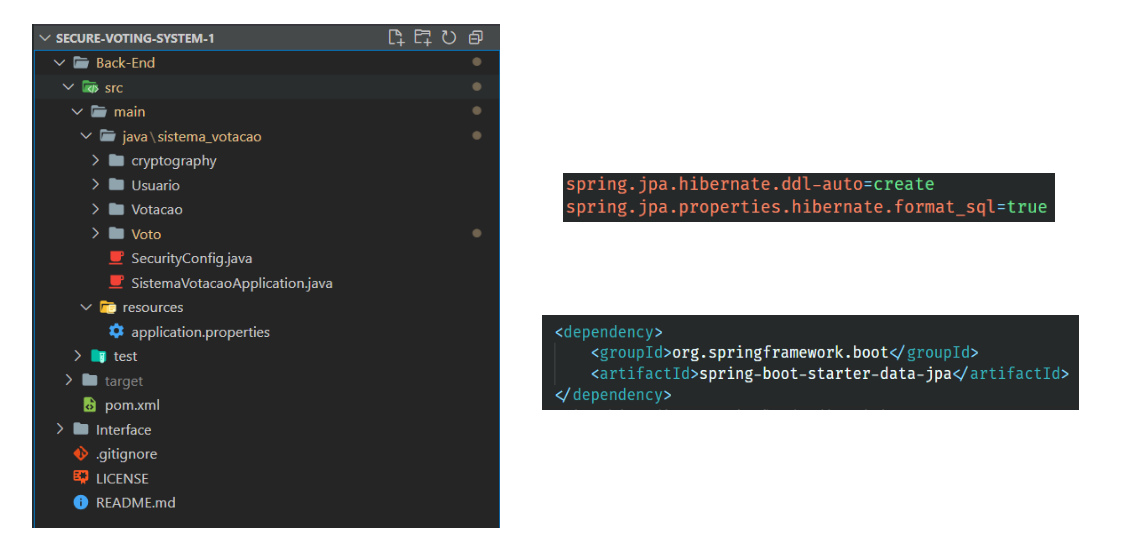 SECURE-VOTING-SYSTEM-1
Back-End
src
main
java\sistema_votacao
cryptography
Usuario
Votacao
Voto
SecurityConfig.java
SistemaVotacaoApplication.java
resources
application.properties
test
target
pom.xml
Interface
.gitignore
LICENSE
README.md
spring.jpa.hibernate.ddl-auto=create
spring.jpa.properties.hibernate.format_sql=true
<dependency>
<groupId>org.springframework.boot</groupId>
<artifactId>spring-boot-starter-data-jpa</artifactId>
</dependency>